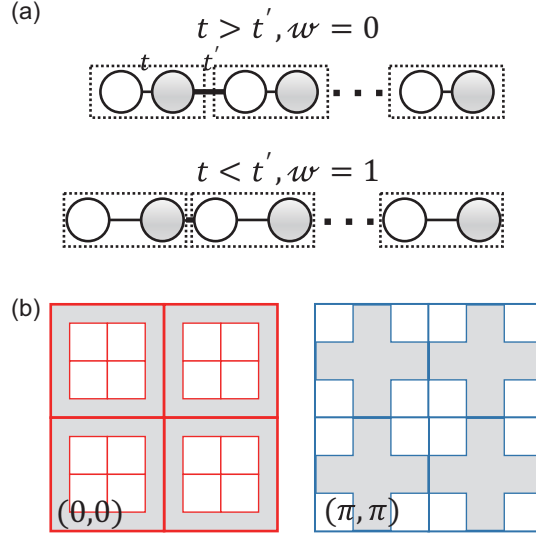 (a)
t > t′, w = 0
t t′
t < t′, w = 1
(b)
(0,0) (π, π)